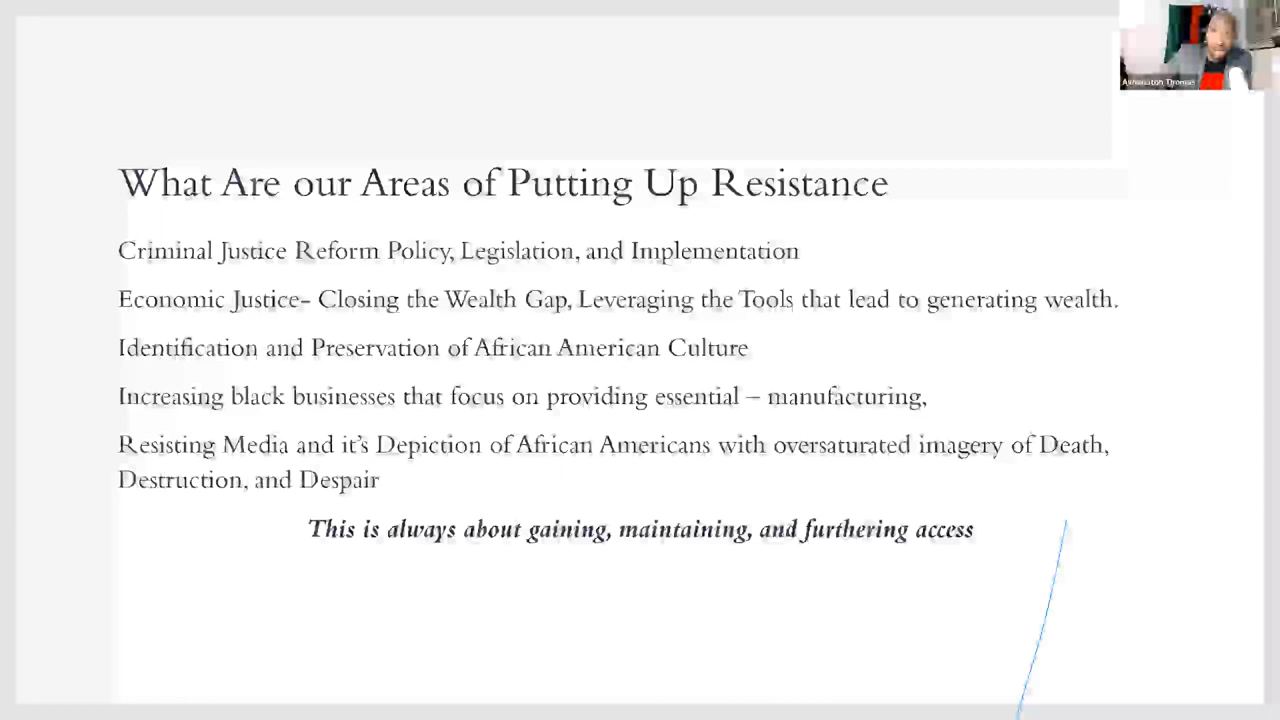 What Are our Areas of Putting Up Resistance
Criminal Justice Reform Policy, Legislation, and Implementation
Economic Justice- Closing the Wealth Gap, Leveraging the Tools that lead to generating wealth.
Identification and Preservation of African American Culture
Increasing black businesses that focus on providing essential – manufacturing,
Resisting Media and it's Depiction of African Americans with oversaturated imagery of Death,
Destruction, and Despair
This is always about gaining, maintaining, and furthering access